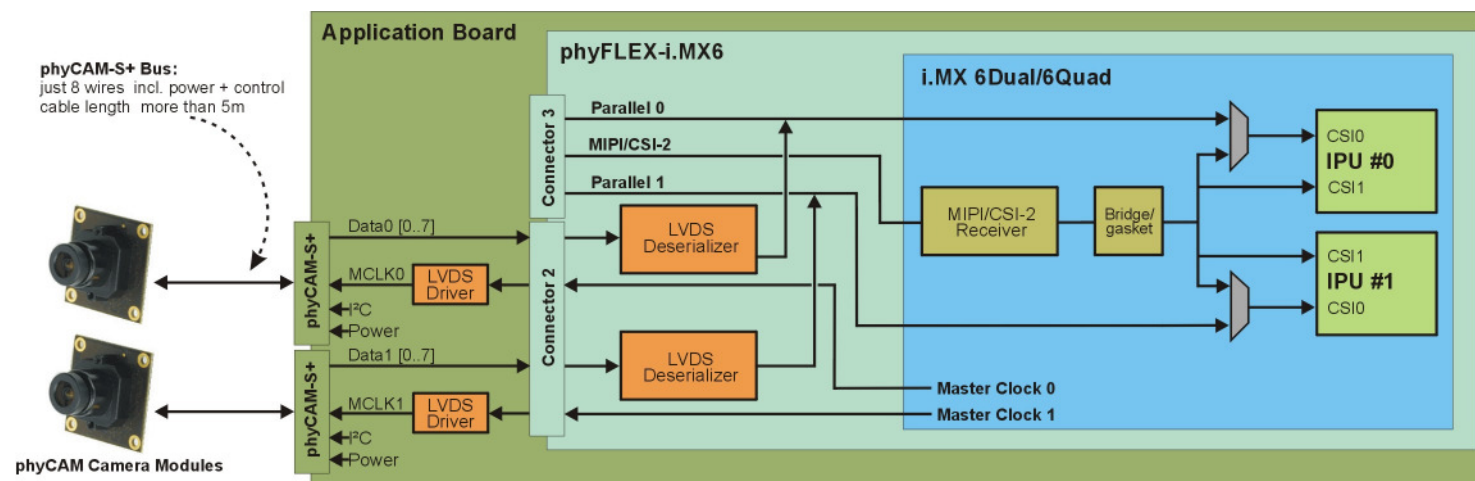 Application Board
phyFLEX-i.MX6
i.MX 6Dual/6Quad
phyCAM-S+ Bus:
just 8 wires incl. power + control
cable length more than 5m
Connector 3
Parallel 0
MIPI/CSI-2
Parallel 1
MIPI/CSI-2
Receiver
Bridge/
gasket
CSI0
IPU #0
CSI1
CSI1
IPU #1
CSI0
phyCAM-S+
Data0 [0..7]
MCLK0
LVDS
Driver
I²C
Power
Connector 2
LVDS
Deserializer
phyCAM-S+
Data1 [0..7]
MCLK1
LVDS
Driver
I²C
Power
LVDS
Deserializer
Master Clock 0
Master Clock 1
phyCAM Camera Modules